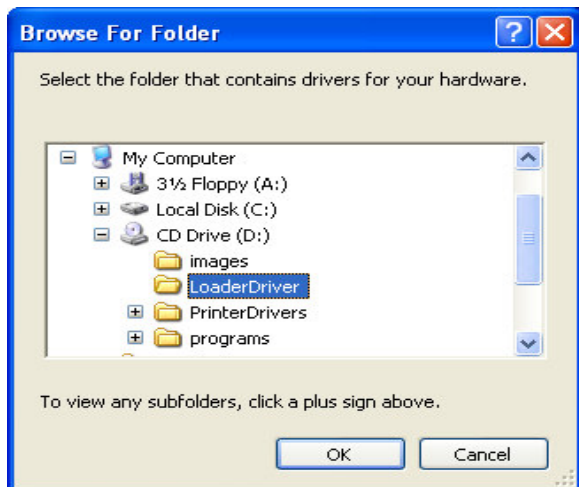 Browse For Folder
Select the folder that contains drivers for your hardware.
My Computer
3½ Floppy (A:)
Local Disk (C:)
CD Drive (D:)
images
LoaderDriver
PrinterDrivers
programs
To view any subfolders, click a plus sign above.
OK Cancel